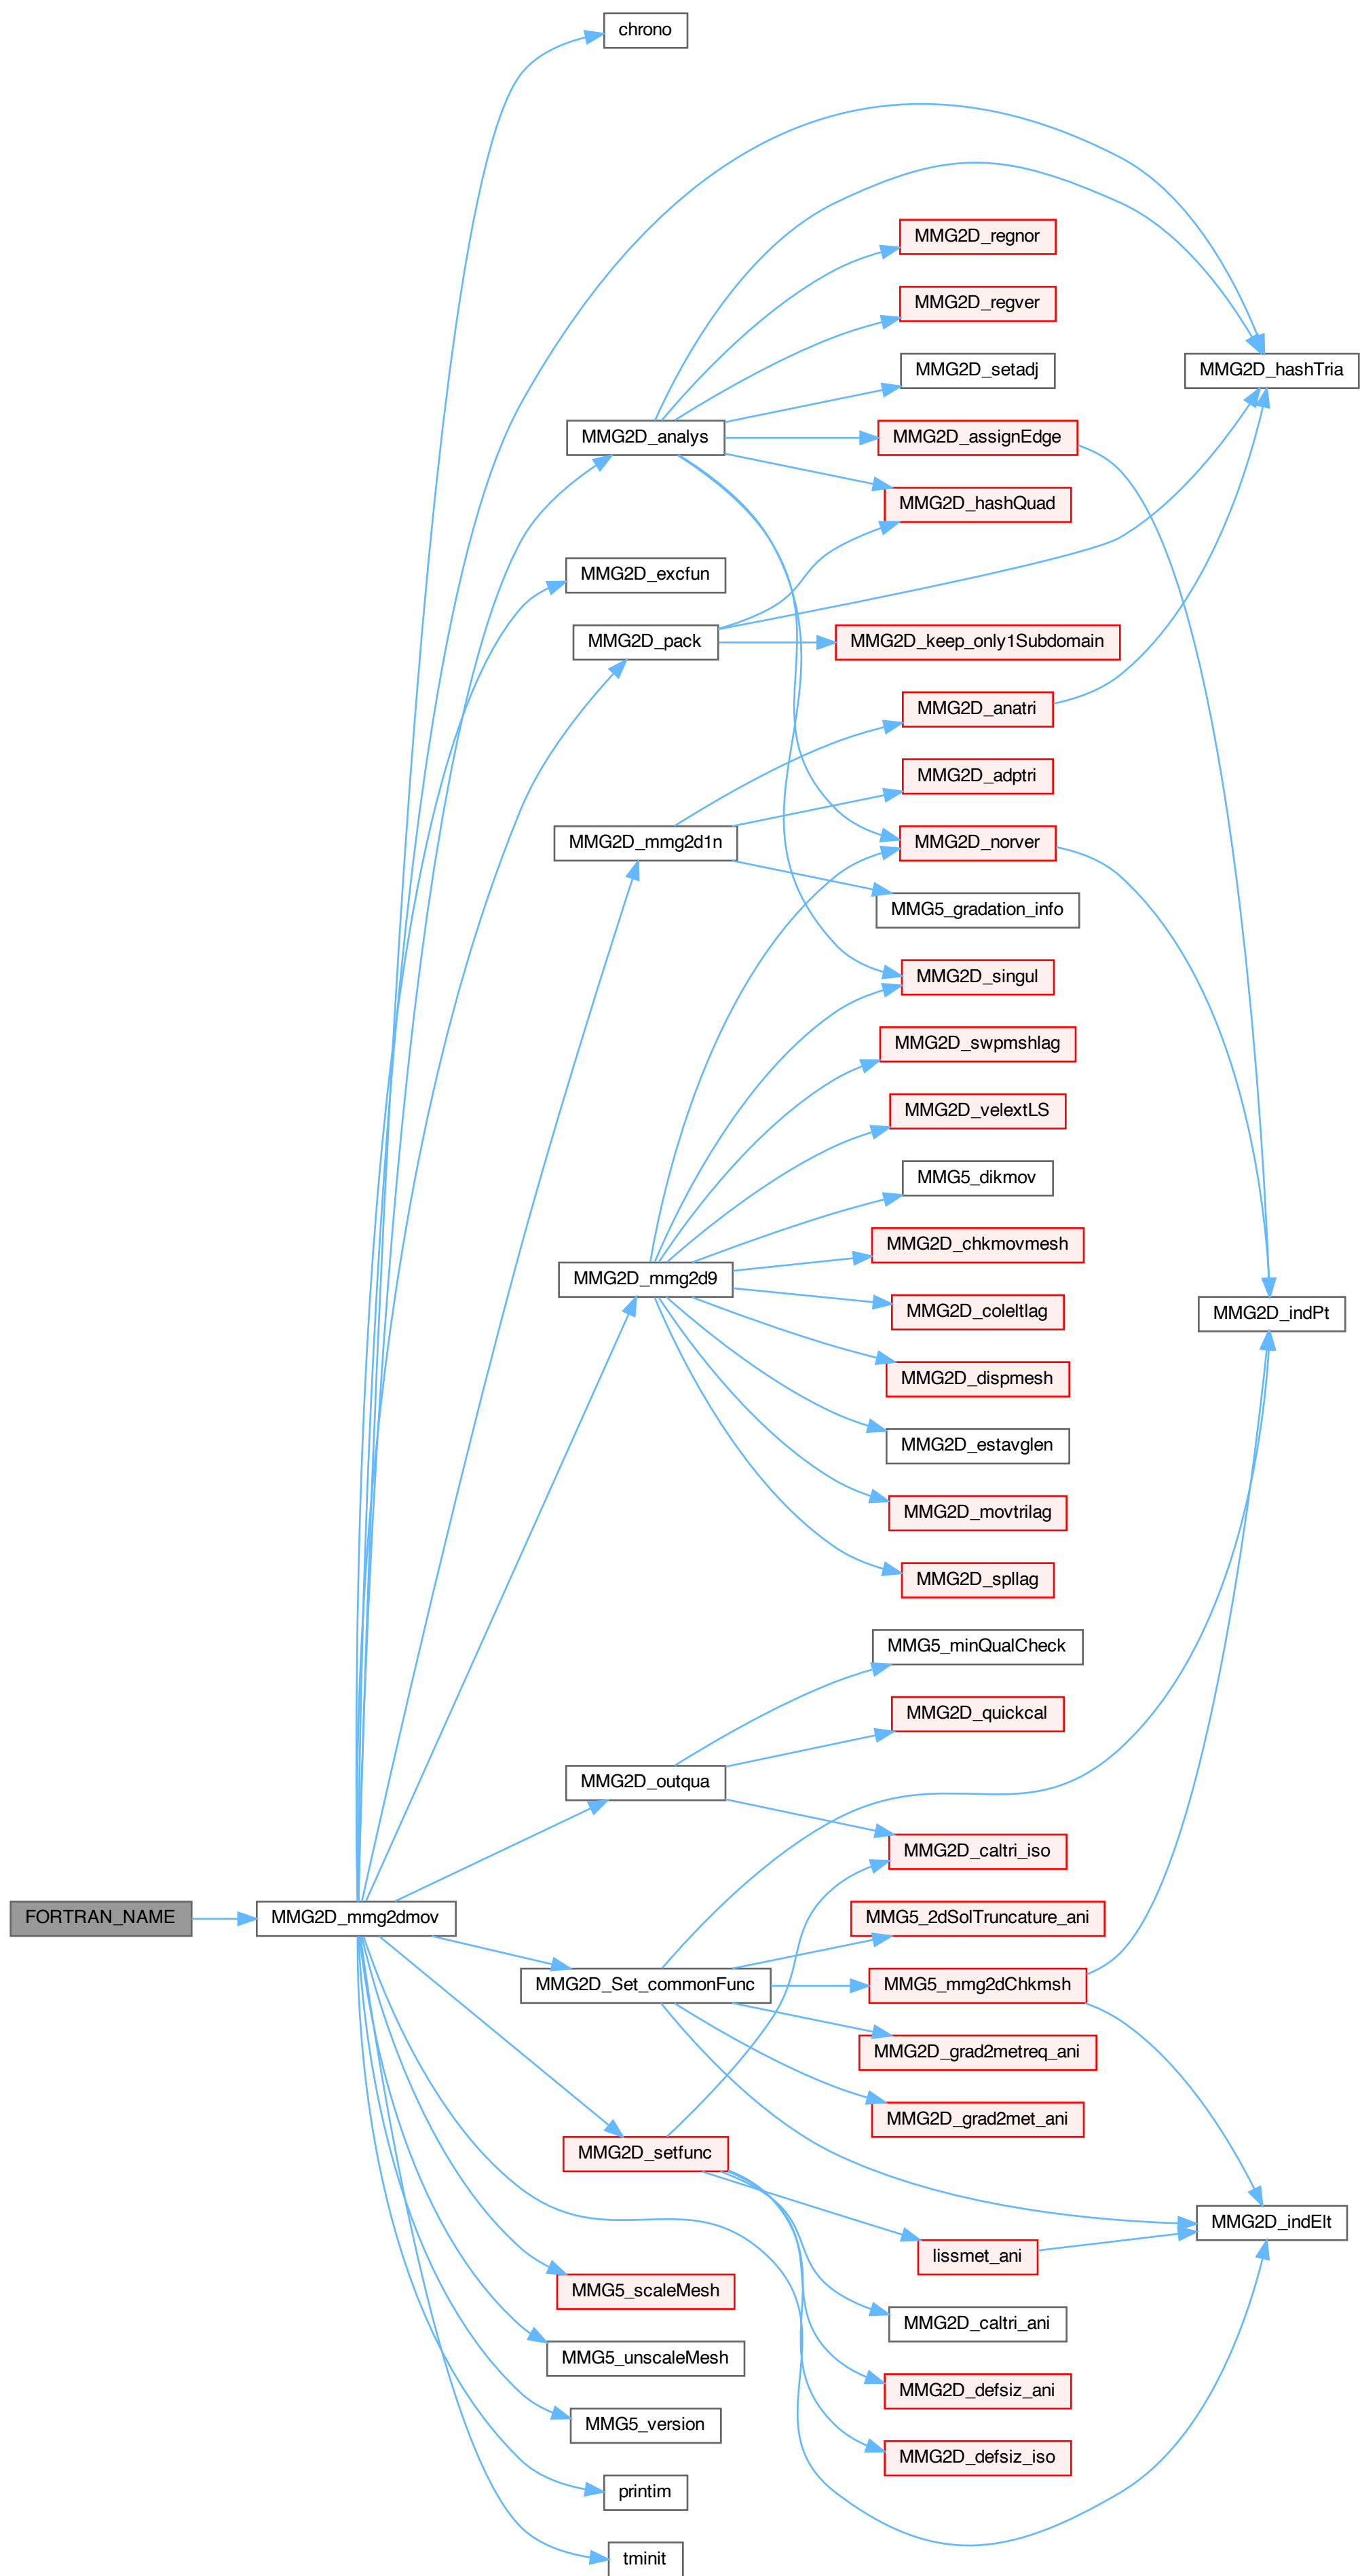 chrono
MMG2D_regnor
MMG2D_regver
MMG2D_setadj
MMG2D_hashTria
MMG2D_analys
MMG2D_assignEdge
MMG2D_hashQuad
MMG2D_excfun
MMG2D_pack
MMG2D_keep_only1Subdomain
MMG2D_anatri
MMG2D_adptri
MMG2D_mmg2d1n
MMG2D_norver
MMG5_gradation_info
MMG2D_singul
MMG2D_swpmshlag
MMG2D_velextLS
MMG5_dikmov
MMG2D_chkmovmesh
MMG2D_mmg2d9
MMG2D_coleltlag
MMG2D_indPt
MMG2D_dispmesh
MMG2D_estavglen
MMG2D_movtrilag
MMG2D_spllag
MMG5_minQualCheck
MMG2D_quickcal
MMG2D_outqua
MMG2D_caltri_iso
FORTRAN_NAME
MMG2D_mmg2dmov
MMG5_2dSolTruncature_ani
MMG2D_Set_commonFunc
MMG5_mmg2dChkmsh
MMG2D_grad2metreq_ani
MMG2D_grad2met_ani
MMG2D_setfunc
MMG2D_indElt
lissmet_ani
MMG5_scaleMesh
MMG2D_caltri_ani
MMG5_unscaleMesh
MMG2D_defsiz_ani
MMG5_version
MMG2D_defsiz_iso
printim
tminit